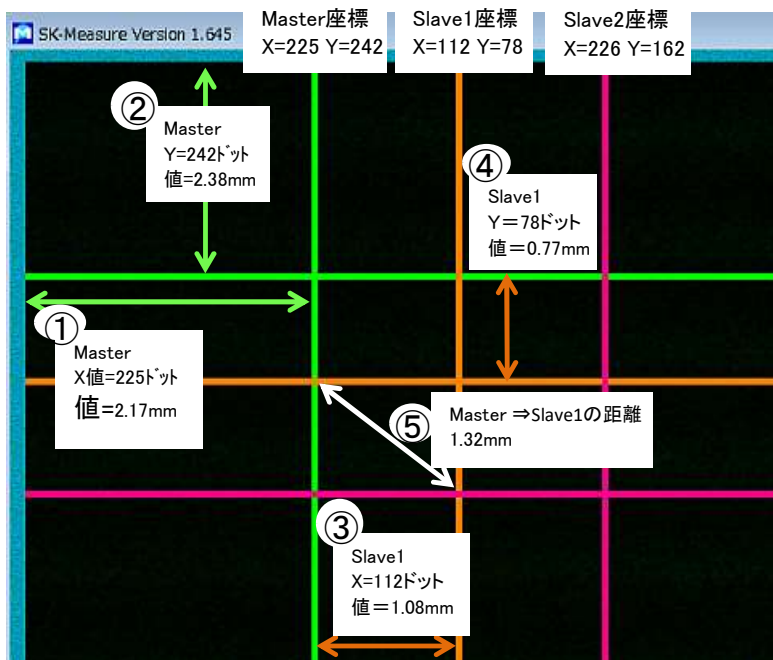 SK-Measure Version 1.645
Master座標
X=225 Y=242
Slave1座標
X=112 Y=78
Slave2座標
X=226 Y=162
②
Master
Y=242ﾄﾞｯﾄ
値=2.38mm
④
Slave1
Y=78ドット
値=0.77mm
①
Master
X値=225ﾄﾞｯﾄ
値=2.17mm
⑤
Master ⇒Slave1の距離
1.32mm
③
Slave1
X=112ドット
値=1.08mm